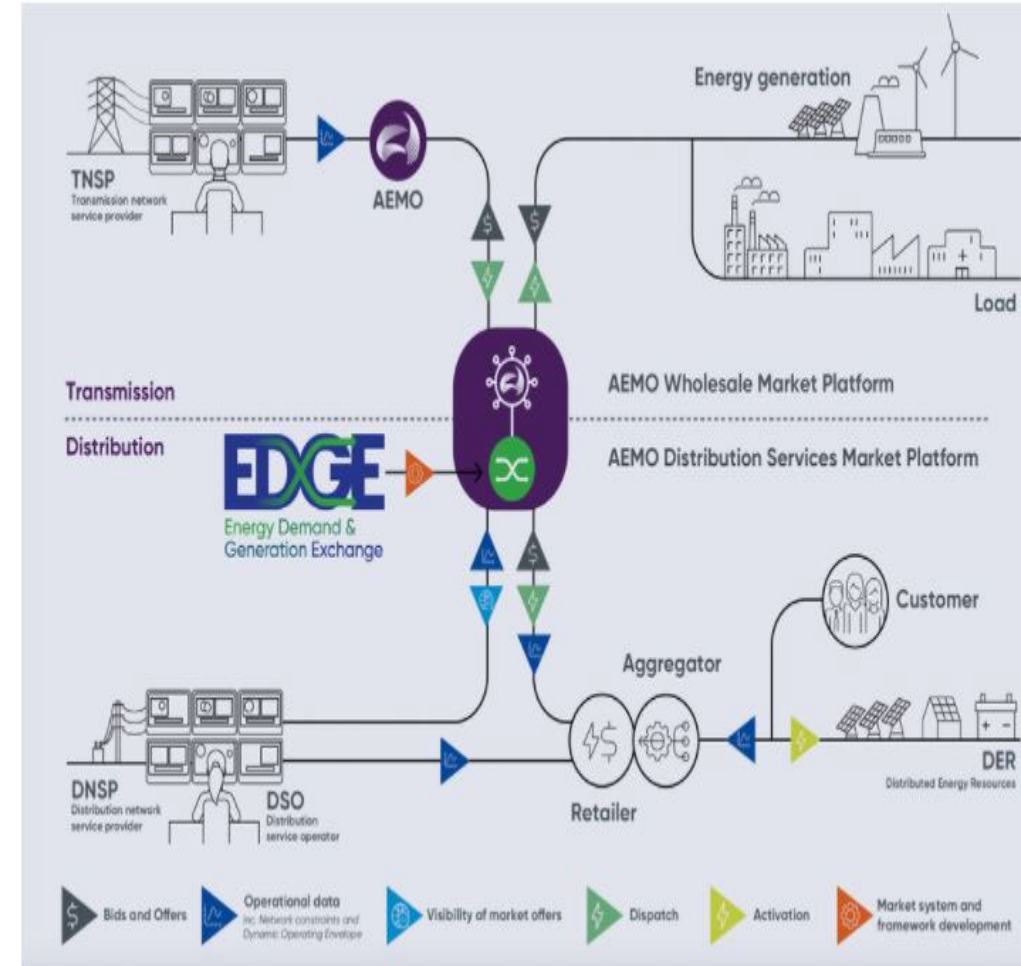 Energy generation
TNSP
Transmission network
service provider
AEMO
Load
Transmission
AEMO Wholesale Market Platform
Distribution
AEMO Distribution Services Market Platform
EDGE
Energy Demand &
Generation Exchange
Customer
Aggregator
DNSP
Distribution network
service provider
DSO
Distribution
service operator
Retailer
DER
Distributed Energy Resources
Bids and Offers
Operational data
Inc. Network constraints and
Dynamic Operating Envelope
Visibility of market offers
Dispatch
Activation
Market system and
framework development